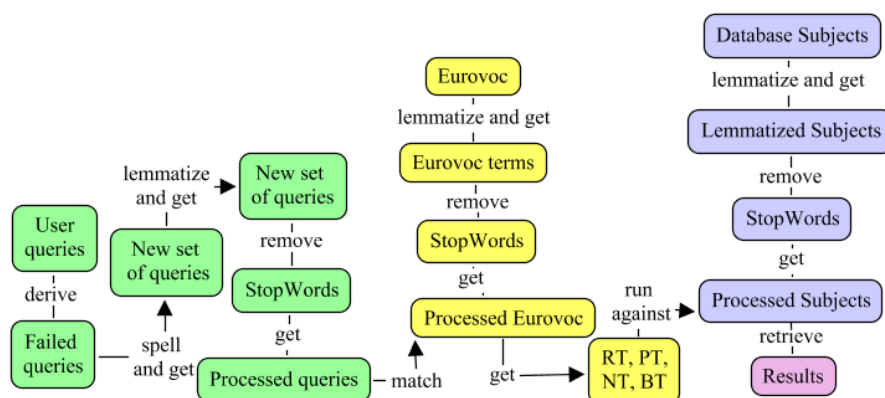 User
queries
derive
Failed
queries
spell
and get
New set
of queries
lemmatize
and get
New set
of queries
remove
StopWords
get
Processed queries
match
Eurovoc
lemmatize and get
Eurovoc terms
remove
StopWords
get
Processed Eurovoc
get
RT, PT,
NT, BT
run
against
Database Subjects
lemmatize and get
Lemmatized Subjects
remove
StopWords
get
Processed Subjects
retrieve
Results